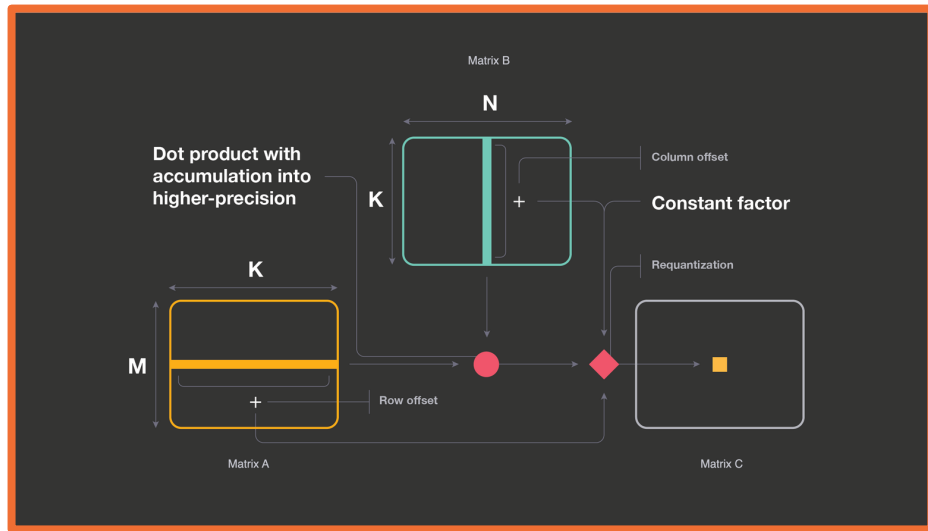 Matrix B
N
Dot product with
accumulation into
higher-precision
K
+
Column offset
+
Constant factor
Requantization
K
M
+
Row offset
Matrix A
Matrix C